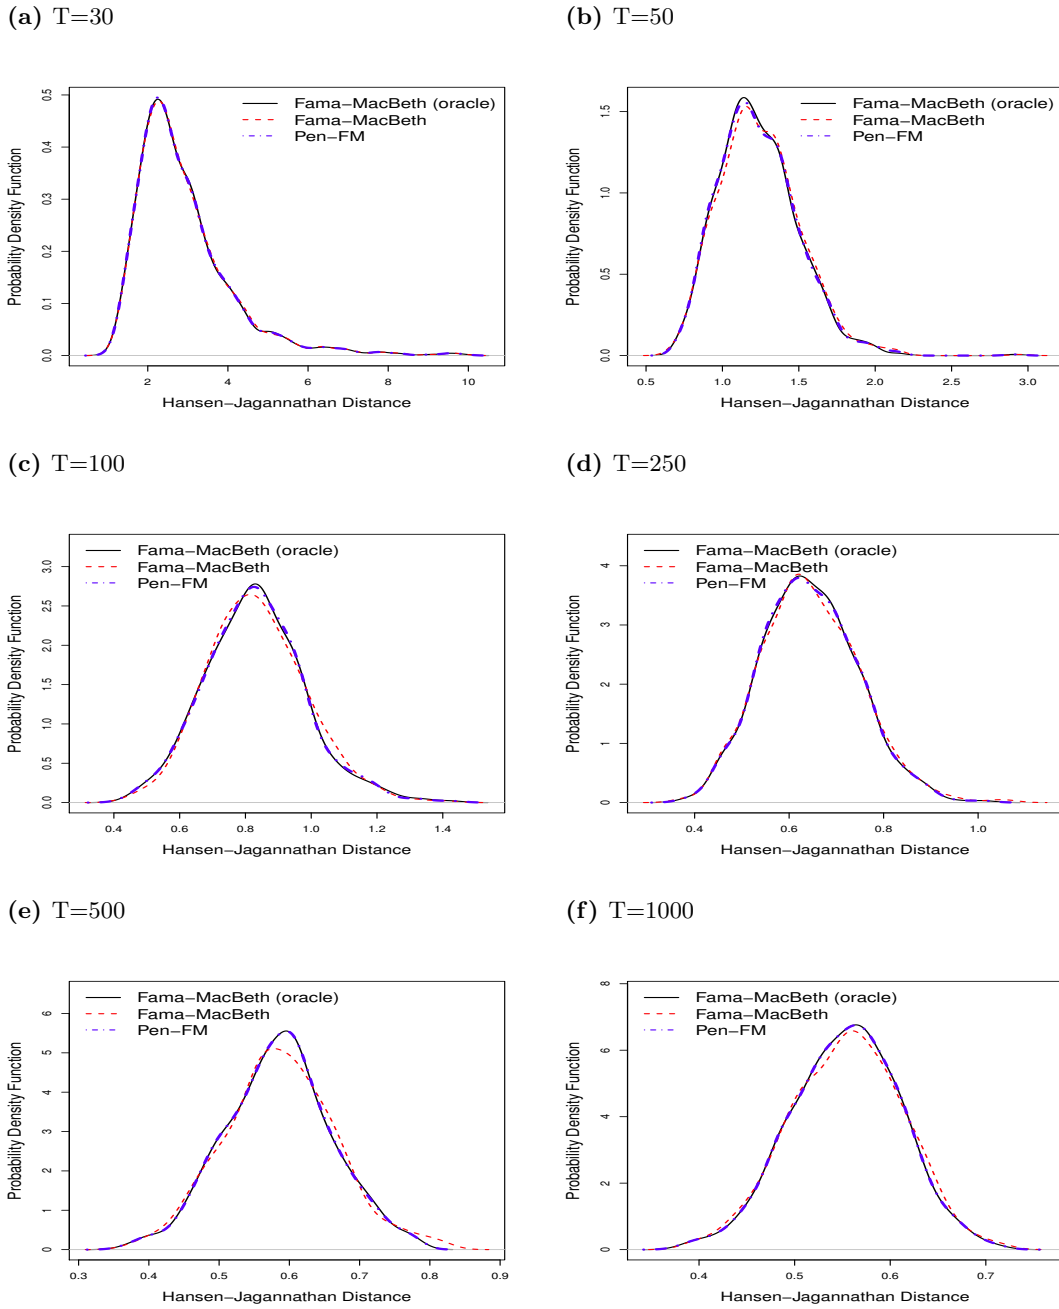 (a) T=30
0.0 0.1 0.2 0.3 0.4 0.5
Probability Density Function
Fama−MacBeth (oracle)
Fama−MacBeth
Pen−FM
2 4 6 8 10
Hansen−Jagannathan Distance
(b) T=50
0.0 0.5 1.0 1.5
Probability Density Function
Fama−MacBeth (oracle)
Fama−MacBeth
Pen−FM
0.5 1.0 1.5 2.0 2.5 3.0
Hansen−Jagannathan Distance
(c) T=100
0.0 0.5 1.0 1.5 2.0 2.5 3.0
Probability Density Function
Fama−MacBeth (oracle)
Fama−MacBeth
Pen−FM
0.4 0.6 0.8 1.0 1.2 1.4
Hansen−Jagannathan Distance
(d) T=250
0 1 2 3 4
Probability Density Function
Fama−MacBeth (oracle)
Fama−MacBeth
Pen−FM
0.4 0.6 0.8 1.0
Hansen−Jagannathan Distance
(e) T=500
0 1 2 3 4 5 6
Probability Density Function
Fama−MacBeth (oracle)
Fama−MacBeth
Pen−FM
0.3 0.4 0.5 0.6 0.7 0.8 0.9
Hansen−Jagannathan Distance
(f) T=1000
0 2 4 6 8
Probability Density Function
Fama−MacBeth (oracle)
Fama−MacBeth
Pen−FM
0.4 0.5 0.6 0.7
Hansen−Jagannathan Distance